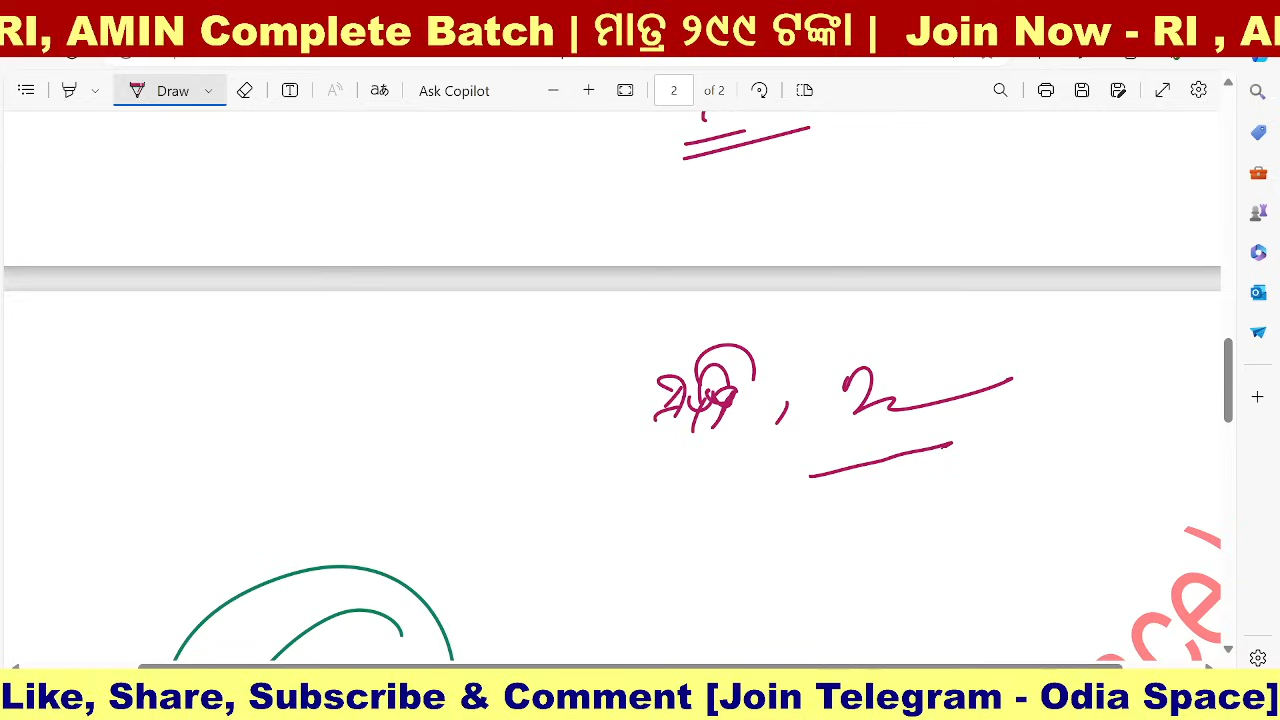 RI, AMIN Complete Batch | ମାତ୍ର ୨୯୯ ଟଙ୍କା | Join Now - RI , A
Draw
Ask Copilot
2 of 2
Like, Share, Subscribe & Comment [Join Telegram - Odia Space]